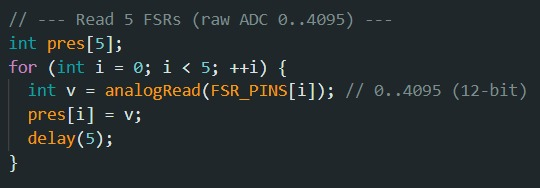 // --- Read 5 FSRs (raw ADC 0..4095) ---
int pres[5];
for (int i = 0; i < 5; ++i) {
  int v = analogRead(FSR_PINS[i]); // 0..4095 (12-bit)
  pres[i] = v;
  delay(5);
}